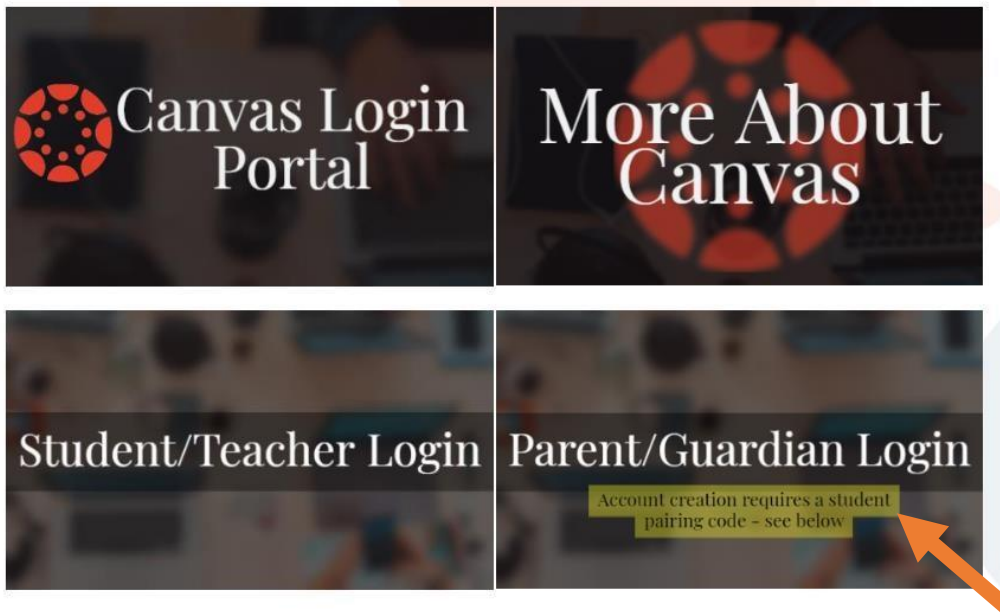 Canvas Login
Portal
More About
Canvas
Student/Teacher Login
Parent/Guardian Login
Account creation requires a student
pairing code - see below